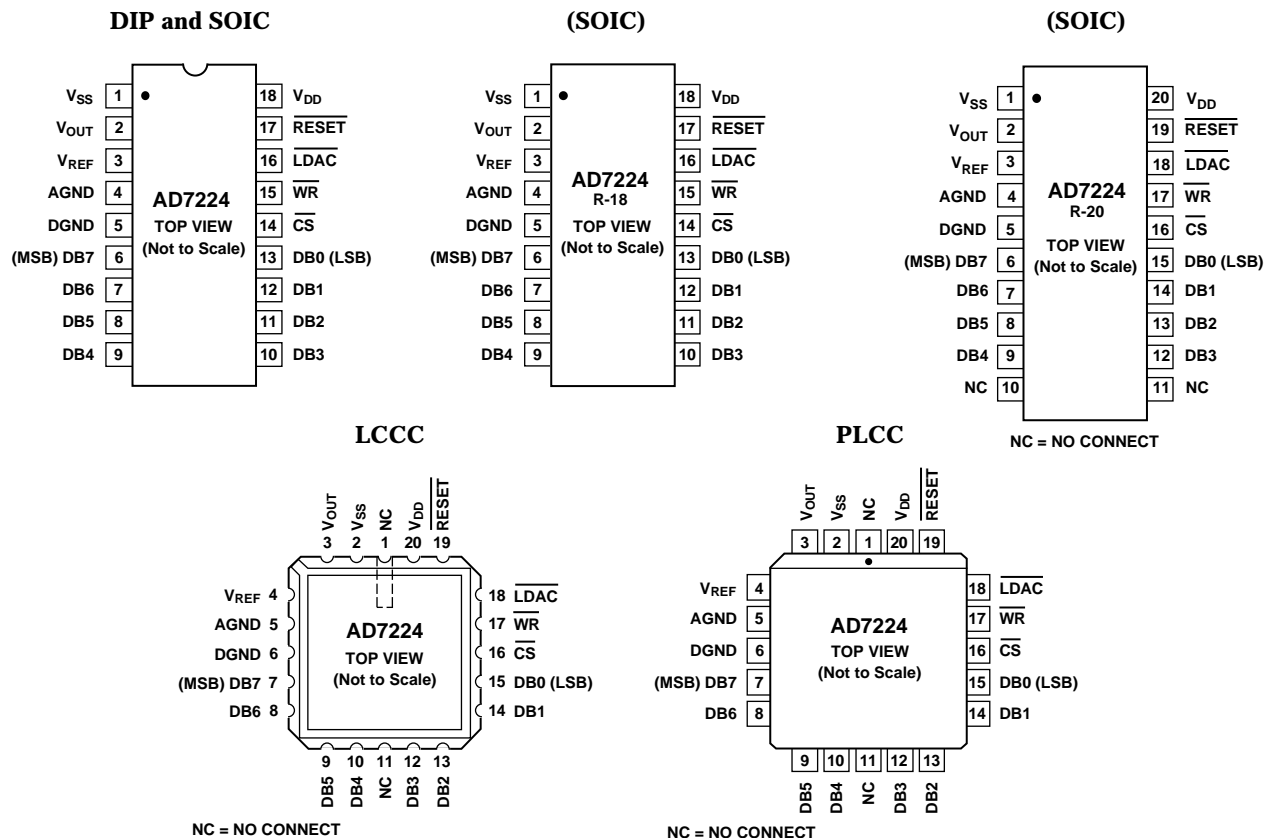 DIP and SOIC
VSS 1 18 VDD
VOUT 2 17 RESET
VREF 3 16 LDAC
AGND 4 15 WR
DGND 5 14 CS
(MSB) DB7 6 13 DB0 (LSB)
DB6 7 12 DB1
DB5 8 11 DB2
DB4 9 10 DB3
AD7224
TOP VIEW
(Not to Scale)
(SOIC)
VSS 1 18 VDD
VOUT 2 17 RESET
VREF 3 16 LDAC
AGND 4 15 WR
DGND 5 14 CS
(MSB) DB7 6 13 DB0 (LSB)
DB6 7 12 DB1
DB5 8 11 DB2
DB4 9 10 DB3
AD7224
R-18
TOP VIEW
(Not to Scale)
(SOIC)
VSS 1 20 VDD
VOUT 2 19 RESET
VREF 3 18 LDAC
AGND 4 17 WR
DGND 5 16 CS
(MSB) DB7 6 15 DB0 (LSB)
DB6 7 14 DB1
DB5 8 13 DB2
DB4 9 12 DB3
NC 10 11 NC
AD7224
R-20
TOP VIEW
(Not to Scale)
NC = NO CONNECT
LCCC
VOUT VSS NC VDD RESET
3 2 1 20 19
VREF 4 18 LDAC
AGND 5 17 WR
DGND 6 16 CS
(MSB) DB7 7 15 DB0 (LSB)
DB6 8 14 DB1
AD7224
TOP VIEW
(Not to Scale)
9 10 11 12 13
DB5 DB4 NC DB3 DB2
NC = NO CONNECT
PLCC
VOUT VSS NC VDD RESET
3 2 1 20 19
VREF 4 18 LDAC
AGND 5 17 WR
DGND 6 16 CS
(MSB) DB7 7 15 DB0 (LSB)
DB6 8 14 DB1
AD7224
TOP VIEW
(Not to Scale)
9 10 11 12 13
DB5 DB4 NC DB3 DB2
NC = NO CONNECT